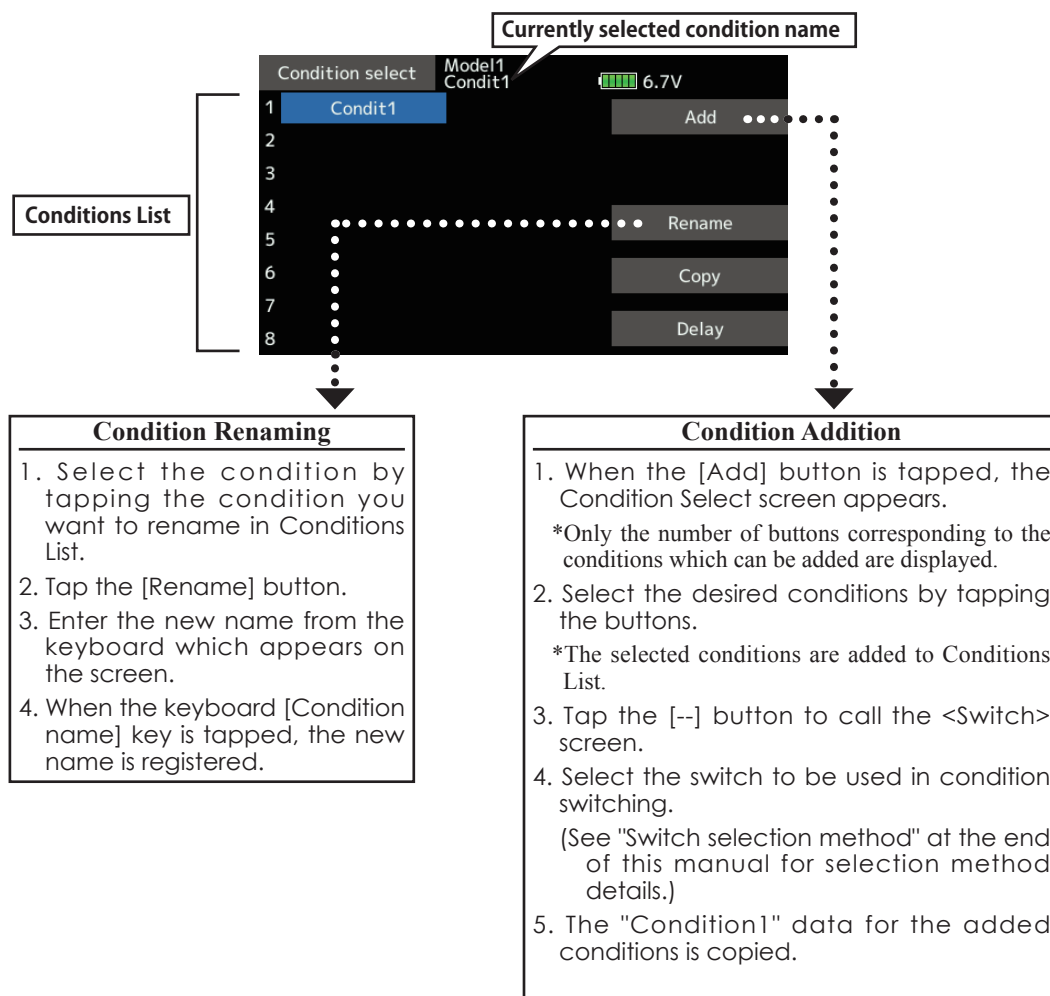 Currently selected condition name
Condition select
Model1
Condit1
6.7V
1 Condit1
Add
2
3
4
Conditions List
Rename
5
6
Copy
7
Delay
8
Condition Renaming
1. Select the condition by
tapping the condition you
want to rename in Conditions
List.
2. Tap the [Rename] button.
3. Enter the new name from the
keyboard which appears on
the screen.
4. When the keyboard [Condition
name] key is tapped, the new
name is registered.
Condition Addition
1. When the [Add] button is tapped, the
Condition Select screen appears.
*Only the number of buttons corresponding to the
conditions which can be added are displayed.
2. Select the desired conditions by tapping
the buttons.
*The selected conditions are added to Conditions
List.
3. Tap the [--] button to call the <Switch>
screen.
4. Select the switch to be used in condition
switching.
(See "Switch selection method" at the end
of this manual for selection method
details.)
5. The "Condition1" data for the added
conditions is copied.